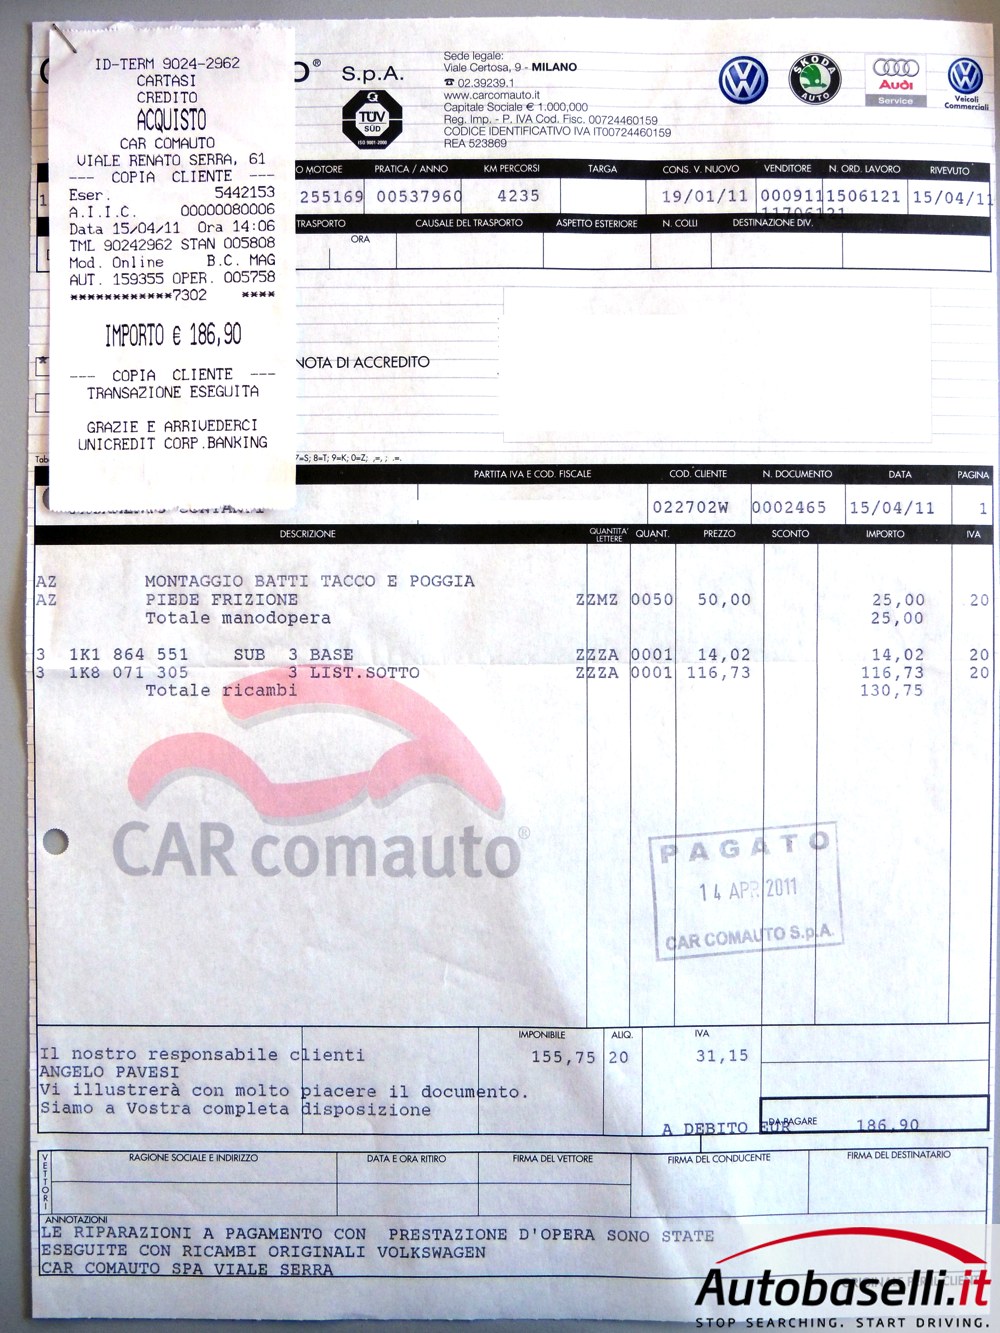 ID-TERM 9024-2962
CARTASI
CREDITO
ACQUISTO
CAR COMAUTO
VIALE RENATO SERRA, 61
--- COPIA CLIENTE ---
Eser. 5442153
A.I.I.C. 00000080006
Data 15/04/11 Ora 14:06
TML 90242962 STAN 005808
Mod. Online B.C. MAG
AUT. 159355 OPER. 005758
************7302 ****
IMPORTO € 186,90
--- COPIA CLIENTE ---
TRANSAZIONE ESEGUITA
GRAZIE E ARRIVEDERCI
UNICREDIT CORP.BANKING
® S.p.A.
TÜV
SÜD
ISO 9001:2008
Sede legale:
Viale Certosa, 9 - MILANO
☎ 02.39239.1
www.carcomauto.it
Capitale Sociale € 1.000,000
Reg. Imp. - P. IVA Cod. Fisc. 00724460159
CODICE IDENTIFICATIVO IVA IT00724460159
REA 523869
SKODA
AUTO
Audi
Service
Veicoli
Commerciali
O MOTORE PRATICA / ANNO KM PERCORSI TARGA CONS. V. NUOVO VENDITORE N. ORD. LAVORO RIVEVUTO
255169 00537960 4235 19/01/11 000911 11506121 15/04/11
11706121
TRASPORTO CAUSALE DEL TRASPORTO ASPETTO ESTERIORE N. COLLI DESTINAZIONE DIV.
ORA
NOTA DI ACCREDITO
Tab 7=S; 8=T; 9=K; 0=Z; .=, ; .=.
PARTITA IVA E COD. FISCALE COD. CLIENTE N. DOCUMENTO DATA PAGINA
022702W 0002465 15/04/11 1
DESCRIZIONE QUANTITA' LETTERE QUANT. PREZZO SCONTO IMPORTO IVA
AZ MONTAGGIO BATTI TACCO E POGGIA
AZ PIEDE FRIZIONE ZZMZ 0050 50,00 25,00 20
Totale manodopera 25,00
3 1K1 864 551 SUB 3 BASE ZZZA 0001 14,02 14,02 20
3 1K8 071 305 3 LIST.SOTTO ZZZA 0001 116,73 116,73 20
Totale ricambi 130,75
CAR comauto®
PAGATO
14 APR 2011
CAR COMAUTO S.p.A.
IMPONIBILE ALIQ. IVA
Il nostro responsabile clienti 155,75 20 31,15
ANGELO PAVESI
Vi illustrerà con molto piacere il documento.
Siamo a Vostra completa disposizione
DA PAGARE
A DEBITO EUR 186,90
VETTORI
RAGIONE SOCIALE E INDIRIZZO DATA E ORA RITIRO FIRMA DEL VETTORE FIRMA DEL CONDUCENTE FIRMA DEL DESTINATARIO
ANNOTAZIONI
LE RIPARAZIONI A PAGAMENTO CON PRESTAZIONE D'OPERA SONO STATE
ESEGUITE CON RICAMBI ORIGINALI VOLKSWAGEN
CAR COMAUTO SPA VIALE SERRA
Autobaselli.it
STOP SEARCHING. START DRIVING.